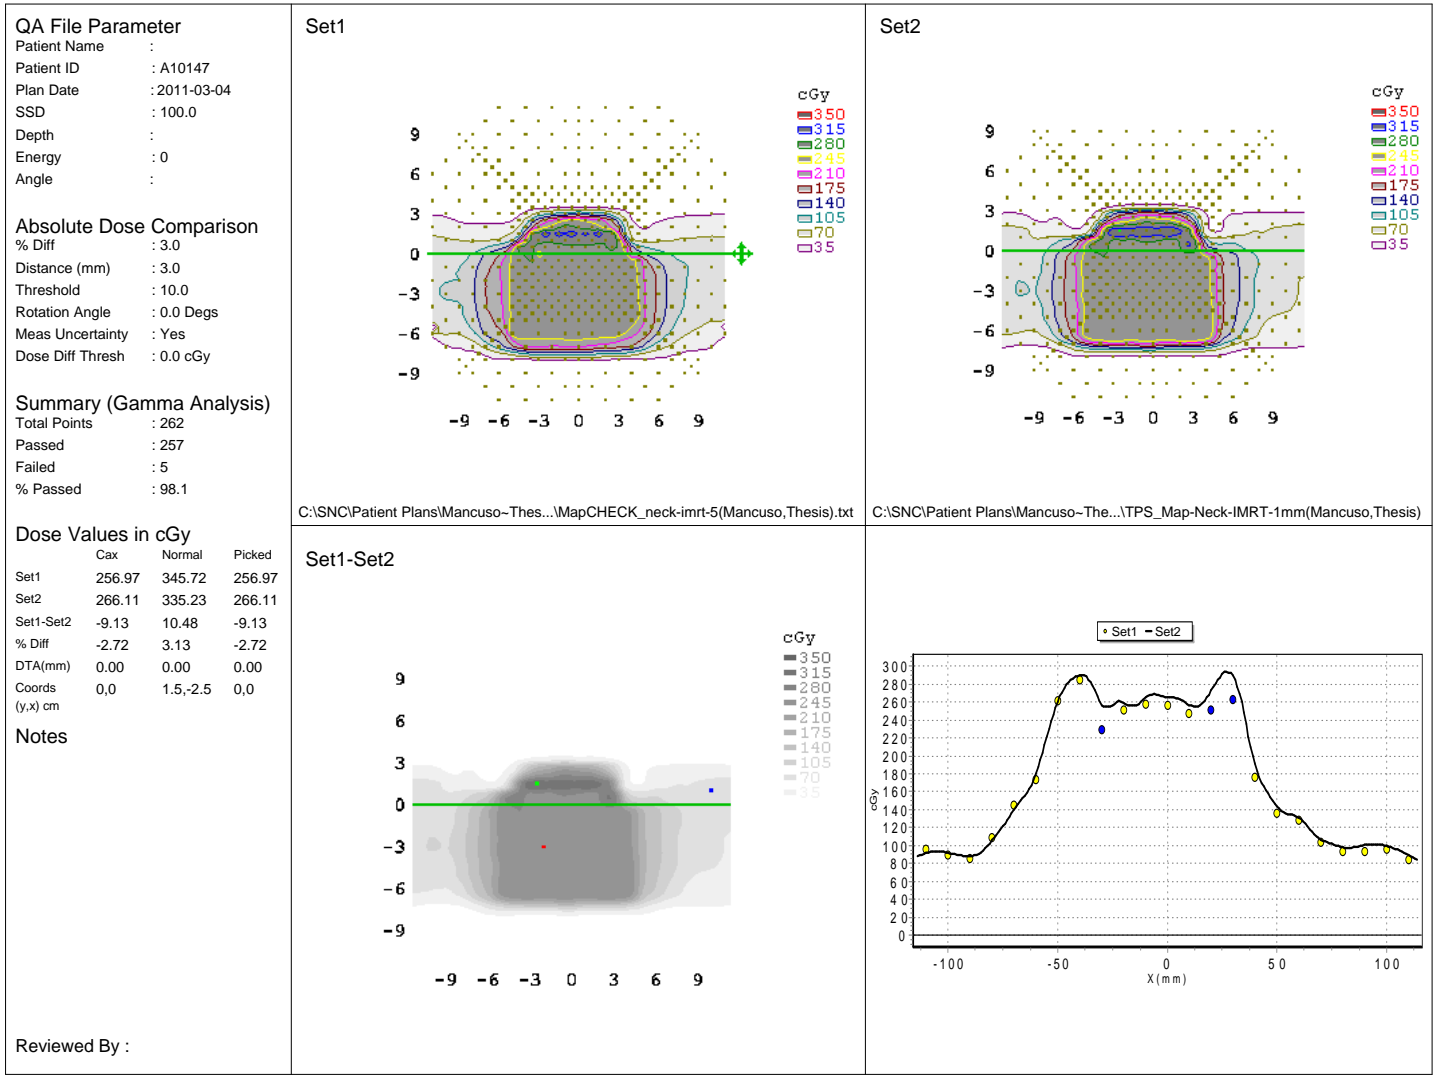 QA File Parameter
Patient Name :
Patient ID : A10147
Plan Date : 2011-03-04
SSD : 100.0
Depth :
Energy : 0
Angle :
Absolute Dose Comparison
% Diff : 3.0
Distance (mm) : 3.0
Threshold : 10.0
Rotation Angle : 0.0 Degs
Meas Uncertainty : Yes
Dose Diff Thresh : 0.0 cGy
Summary (Gamma Analysis)
Total Points : 262
Passed : 257
Failed : 5
% Passed : 98.1
Dose Values in cGy
Cax Normal Picked
Set1 256.97 345.72 256.97
Set2 266.11 335.23 266.11
Set1-Set2 -9.13 10.48 -9.13
% Diff -2.72 3.13 -2.72
DTA(mm) 0.00 0.00 0.00
Coords 0,0 1.5,-2.5 0,0
(y,x) cm
Notes
Reviewed By :
Set1
cGy
350
315
280
245
210
175
140
105
70
35
9
6
3
0
-3
-6
-9
-9 -6 -3 0 3 6 9
C:\SNC\Patient Plans\Mancuso~Thes...\MapCHECK_neck-imrt-5(Mancuso,Thesis).txt
Set2
cGy
350
315
280
245
210
175
140
105
70
35
9
6
3
0
-3
-6
-9
-9 -6 -3 0 3 6 9
C:\SNC\Patient Plans\Mancuso~The...\TPS_Map-Neck-IMRT-1mm(Mancuso,Thesis)
Set1-Set2
cGy
350
315
280
245
210
175
140
105
70
35
9
6
3
0
-3
-6
-9
-9 -6 -3 0 3 6 9
Set1 Set2
300
280
260
240
220
200
180
160
140
120
100
80
60
40
20
0
cGy
-100 -50 0 50 100
X(mm)